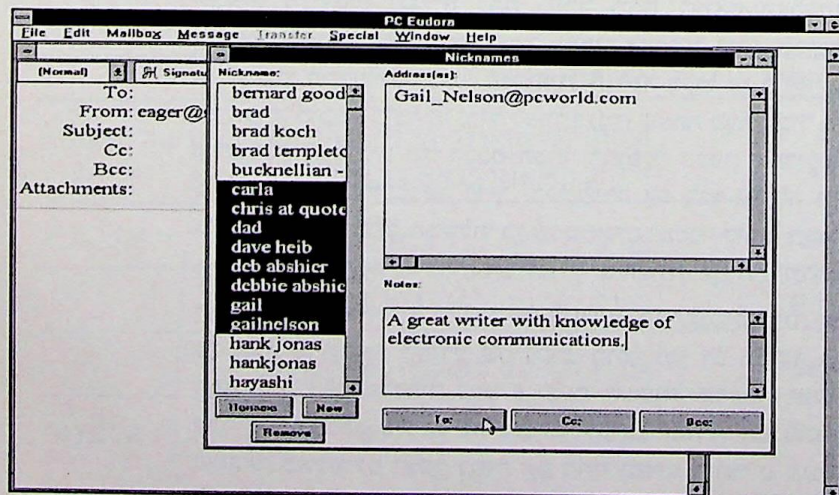 PC Eudora
File Edit Mailbox Message Transfer Special Window Help
(Normal) Signatu
To:
From: eager@
Subject:
Cc:
Bcc:
Attachments:
Nicknames
Nickname:
bernard good
brad
brad koch
brad templeto
bucknellian -
carla
chris at quote
dad
dave heib
deb abshier
debbie abshie
gail
gailnelson
hank jonas
hankjonas
hayashi
New
Remove
Address(es):
Gail_Nelson@pcworld.com
Notes:
A great writer with knowledge of
electronic communications.
To: Cc: Bcc: